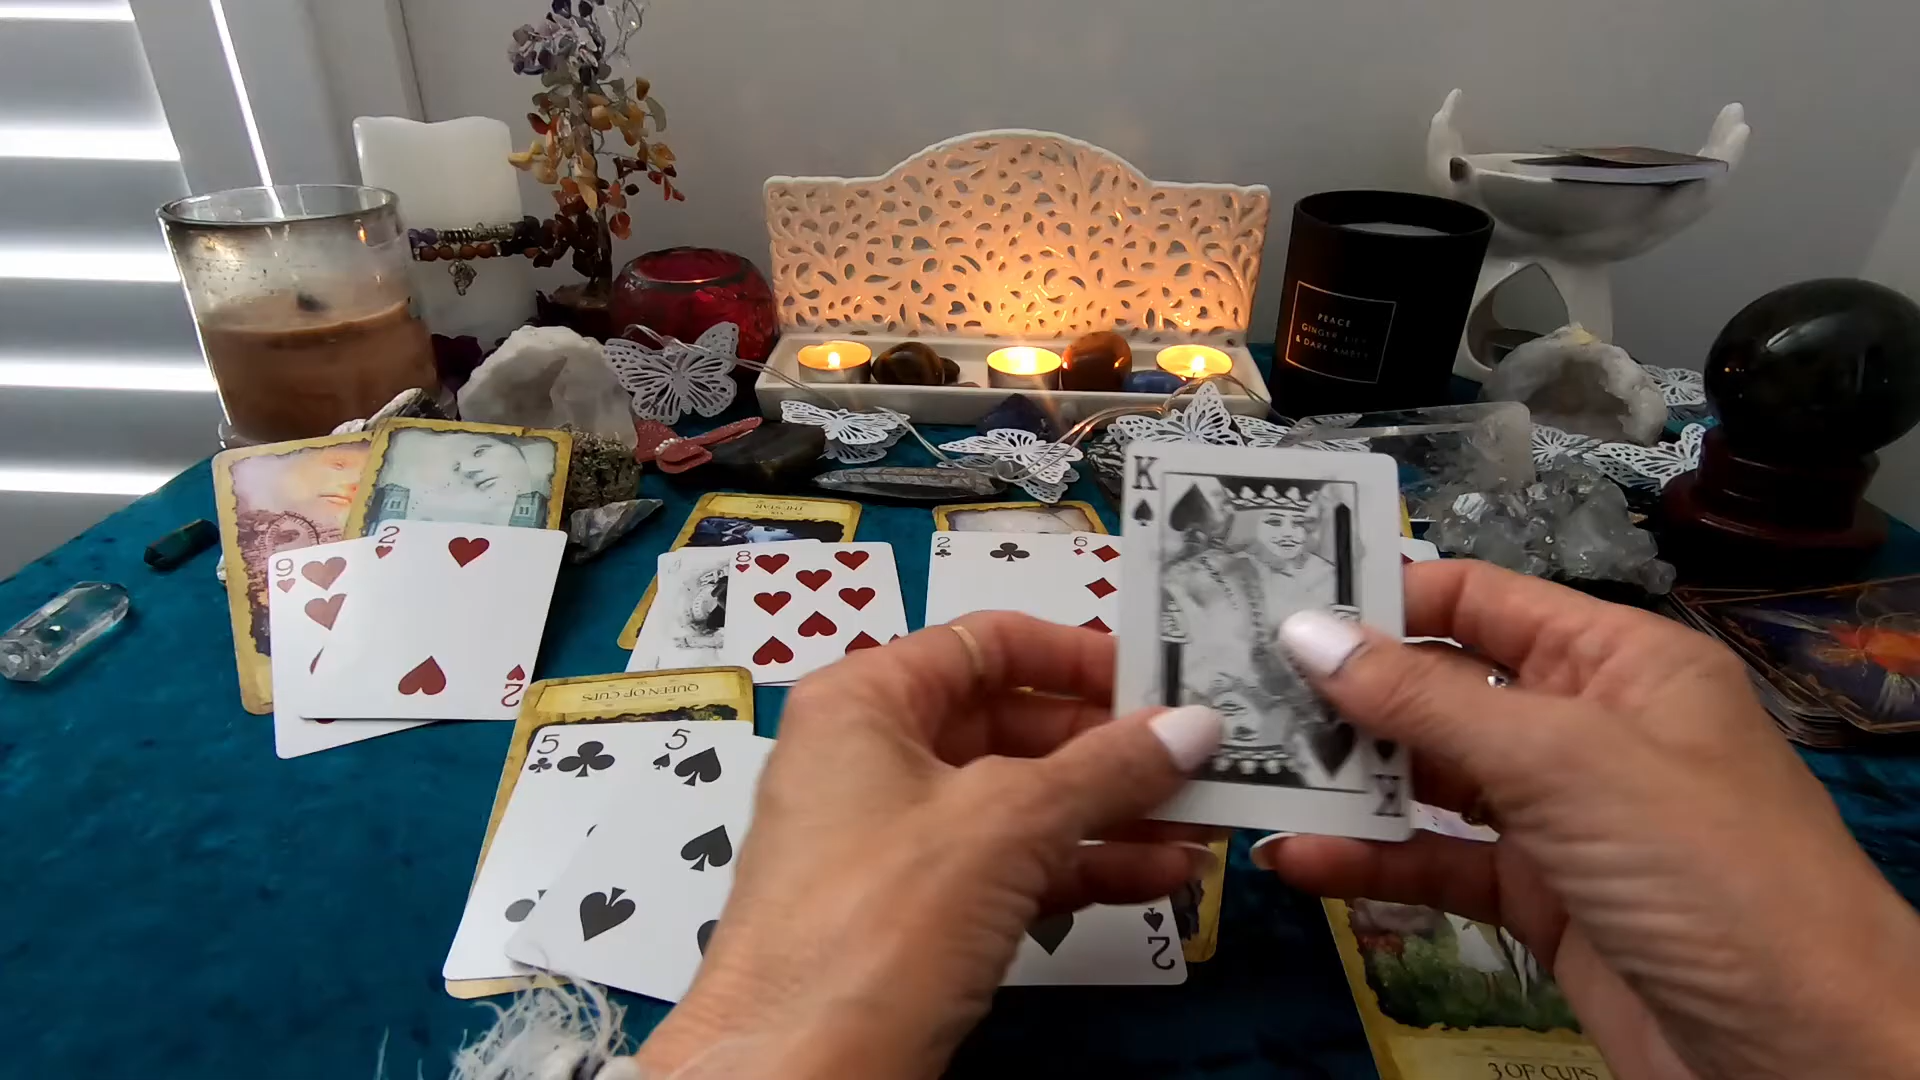 PEACE
GINGER LILY
& DARK AMBER
K
THE STAR
2
6
9
2
8
2
QUEEN OF CUPS
5
5
K
2
3 OF CUPS